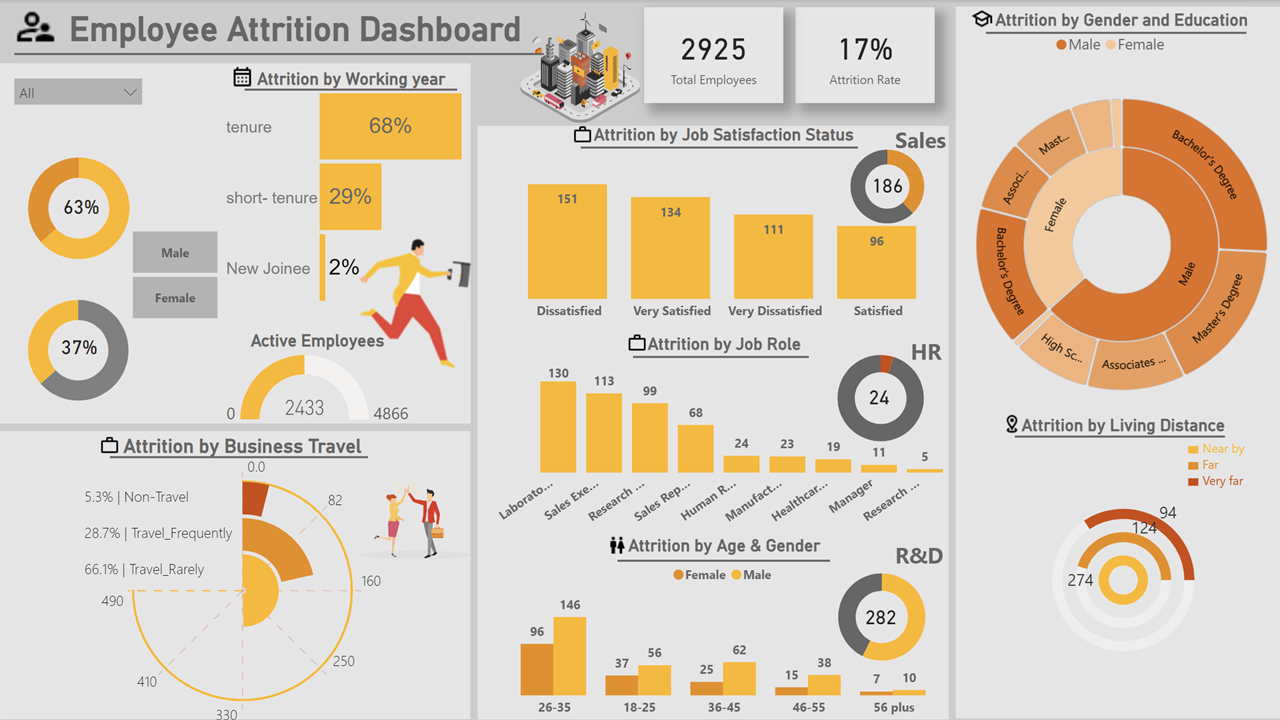 Employee Attrition Dashboard
2925
Total Employees
17%
Attrition Rate
All
Attrition by Working year
tenure
68%
short- tenure
29%
New Joinee
2%
63%
Male
Female
37%
Active Employees
0
2433
4866
Attrition by Business Travel
0.0
82
160
250
330
410
490
5.3% | Non-Travel
28.7% | Travel_Frequently
66.1% | Travel_Rarely
Attrition by Job Satisfaction Status
Sales
186
151
134
111
96
Dissatisfied
Very Satisfied
Very Dissatisfied
Satisfied
Attrition by Job Role
HR
24
130
113
99
68
24
23
19
11
5
Laborato...
Sales Exe...
Research ...
Sales Rep...
Human R...
Manufact...
Healthcar...
Manager
Research ...
Attrition by Age & Gender
R&D
Female
Male
282
96
146
37
56
25
62
15
38
7
10
26-35
18-25
36-45
46-55
56 plus
Attrition by Gender and Education
Male
Female
Bachelor's Degree
Master's Degree
Associates ...
High Sc...
Bachelor's Degree
Associ...
Mast...
Female
Male
Attrition by Living Distance
Near by
Far
Very far
94
124
274